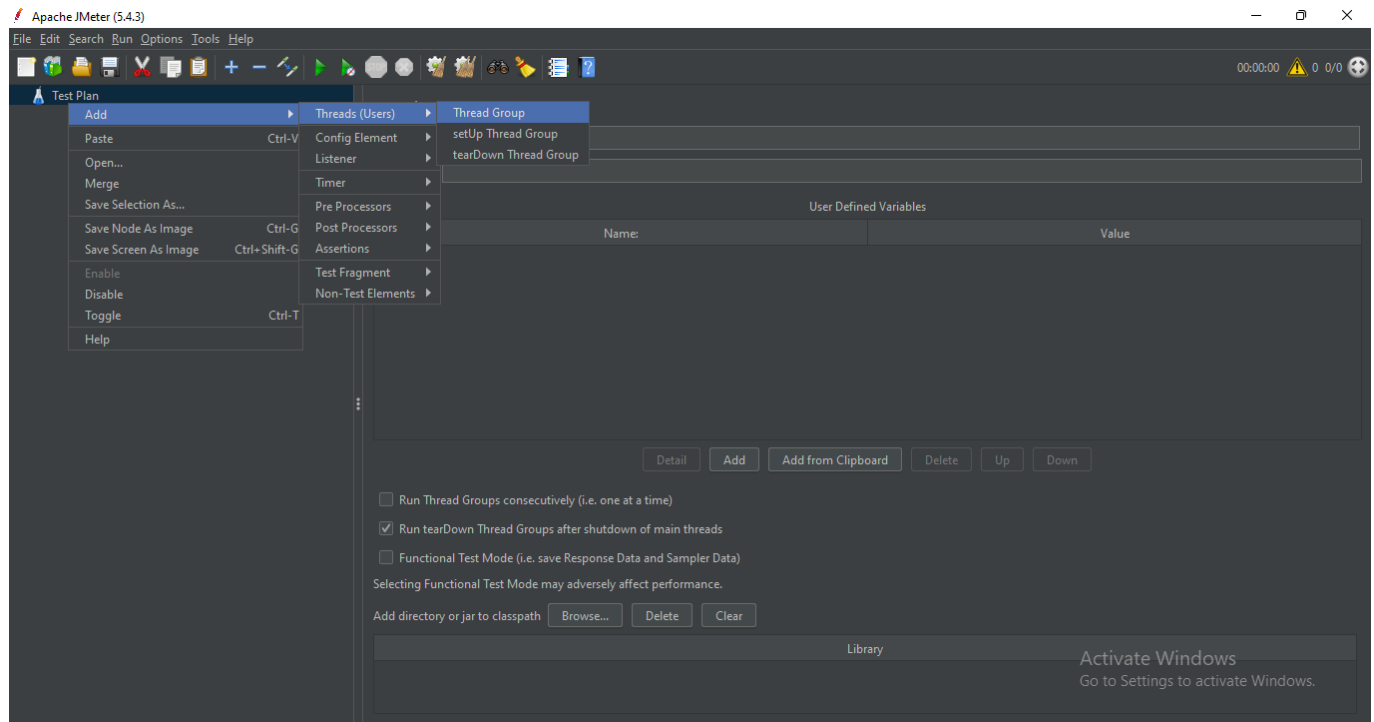 Apache JMeter (5.4.3)
File Edit Search Run Options Tools Help
00:00:00 0 0/0
Test Plan
Add
Paste Ctrl-V
Open...
Merge
Save Selection As...
Save Node As Image Ctrl-G
Save Screen As Image Ctrl+Shift-G
Enable
Disable
Toggle Ctrl-T
Help
Threads (Users)
Config Element
Listener
Timer
Pre Processors
Post Processors
Assertions
Test Fragment
Non-Test Elements
Thread Group
setUp Thread Group
tearDown Thread Group
User Defined Variables
Name: Value
Detail Add Add from Clipboard Delete Up Down
Run Thread Groups consecutively (i.e. one at a time)
Run tearDown Thread Groups after shutdown of main threads
Functional Test Mode (i.e. save Response Data and Sampler Data)
Selecting Functional Test Mode may adversely affect performance.
Add directory or jar to classpath Browse... Delete Clear
Library
Activate Windows
Go to Settings to activate Windows.